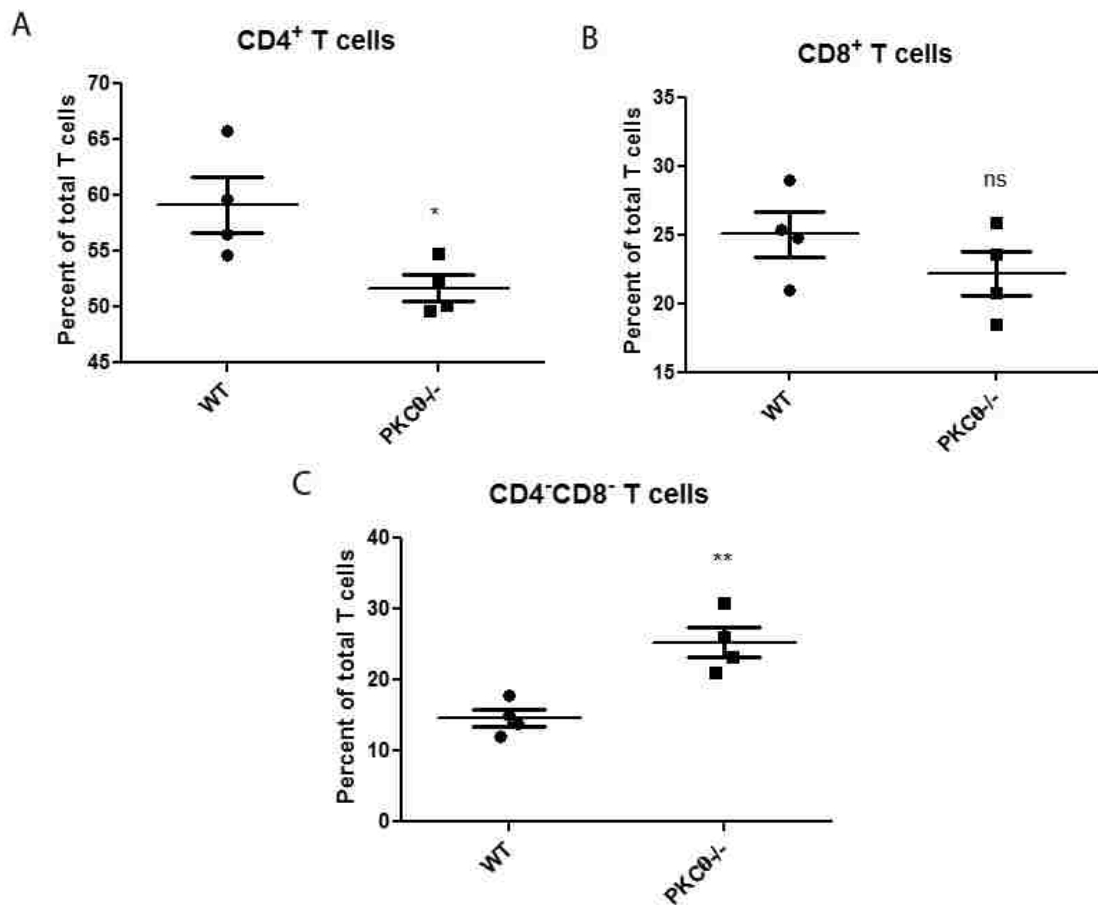 A
CD4⁺ T cells
Percent of total T cells
70
65
60
55
50
45
*
WT
PKCθ-/-
B
CD8⁺ T cells
Percent of total T cells
35
30
25
20
15
ns
WT
PKCθ-/-
C
CD4⁻CD8⁻ T cells
Percent of total T cells
40
30
20
10
0
**
WT
PKCθ-/-